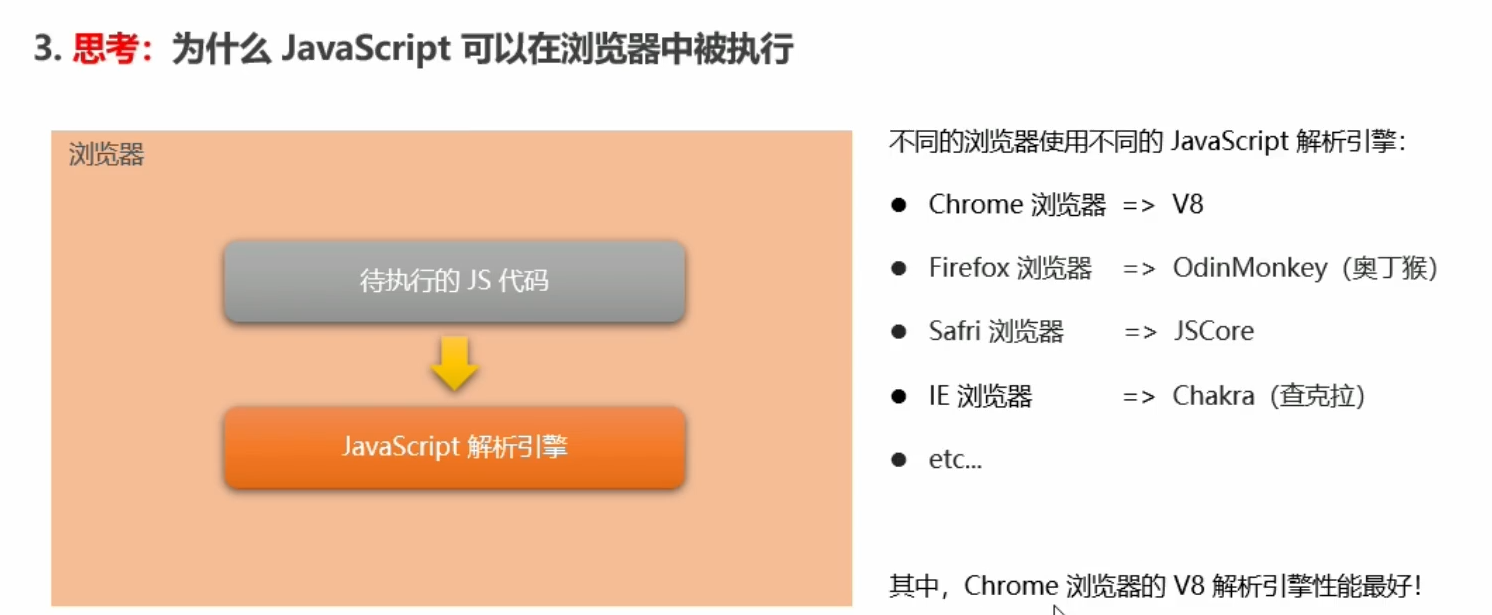 3. 思考：为什么 JavaScript 可以在浏览器中被执行
浏览器
待执行的 JS 代码
JavaScript 解析引擎
不同的浏览器使用不同的 JavaScript 解析引擎：
● Chrome 浏览器 => V8
● Firefox 浏览器 => OdinMonkey（奥丁猴）
● Safri 浏览器 => JSCore
● IE 浏览器 => Chakra（查克拉）
● etc...
其中，Chrome 浏览器的 V8 解析引擎性能最好！